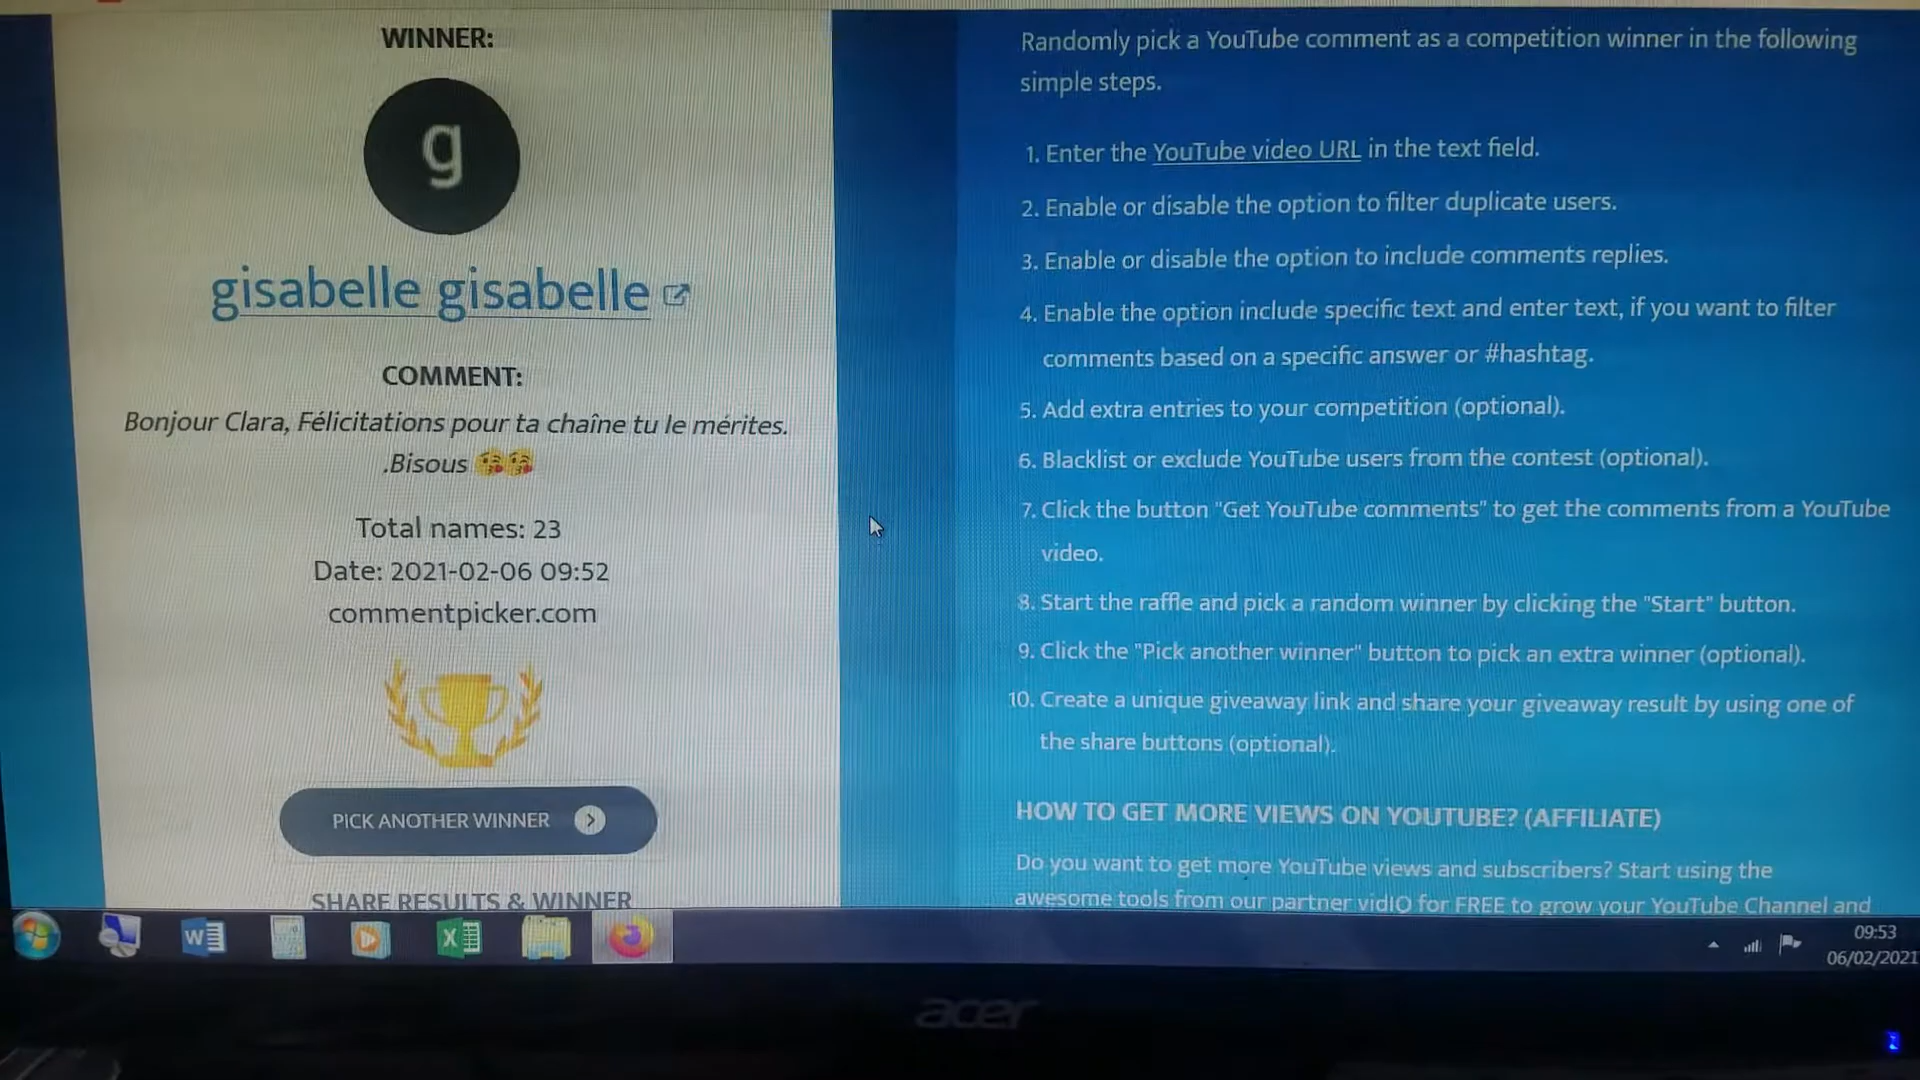 WINNER:
g
gisabelle gisabelle
COMMENT:
Bonjour Clara, Félicitations pour ta chaîne tu le mérites.
.Bisous 😘😘
Total names: 23
Date: 2021-02-06 09:52
commentpicker.com
PICK ANOTHER WINNER
SHARE RESULTS & WINNER
Randomly pick a YouTube comment as a competition winner in the following
simple steps.
1. Enter the YouTube video URL in the text field.
2. Enable or disable the option to filter duplicate users.
3. Enable or disable the option to include comments replies.
4. Enable the option include specific text and enter text, if you want to filter
comments based on a specific answer or #hashtag.
5. Add extra entries to your competition (optional).
6. Blacklist or exclude YouTube users from the contest (optional).
7. Click the button "Get YouTube comments" to get the comments from a YouTube
video.
8. Start the raffle and pick a random winner by clicking the "Start" button.
9. Click the "Pick another winner" button to pick an extra winner (optional).
10. Create a unique giveaway link and share your giveaway result by using one of
the share buttons (optional).
HOW TO GET MORE VIEWS ON YOUTUBE? (AFFILIATE)
Do you want to get more YouTube views and subscribers? Start using the
awesome tools from our partner vidIQ for FREE to grow your YouTube Channel and
W
X
09:53
06/02/2021
acer